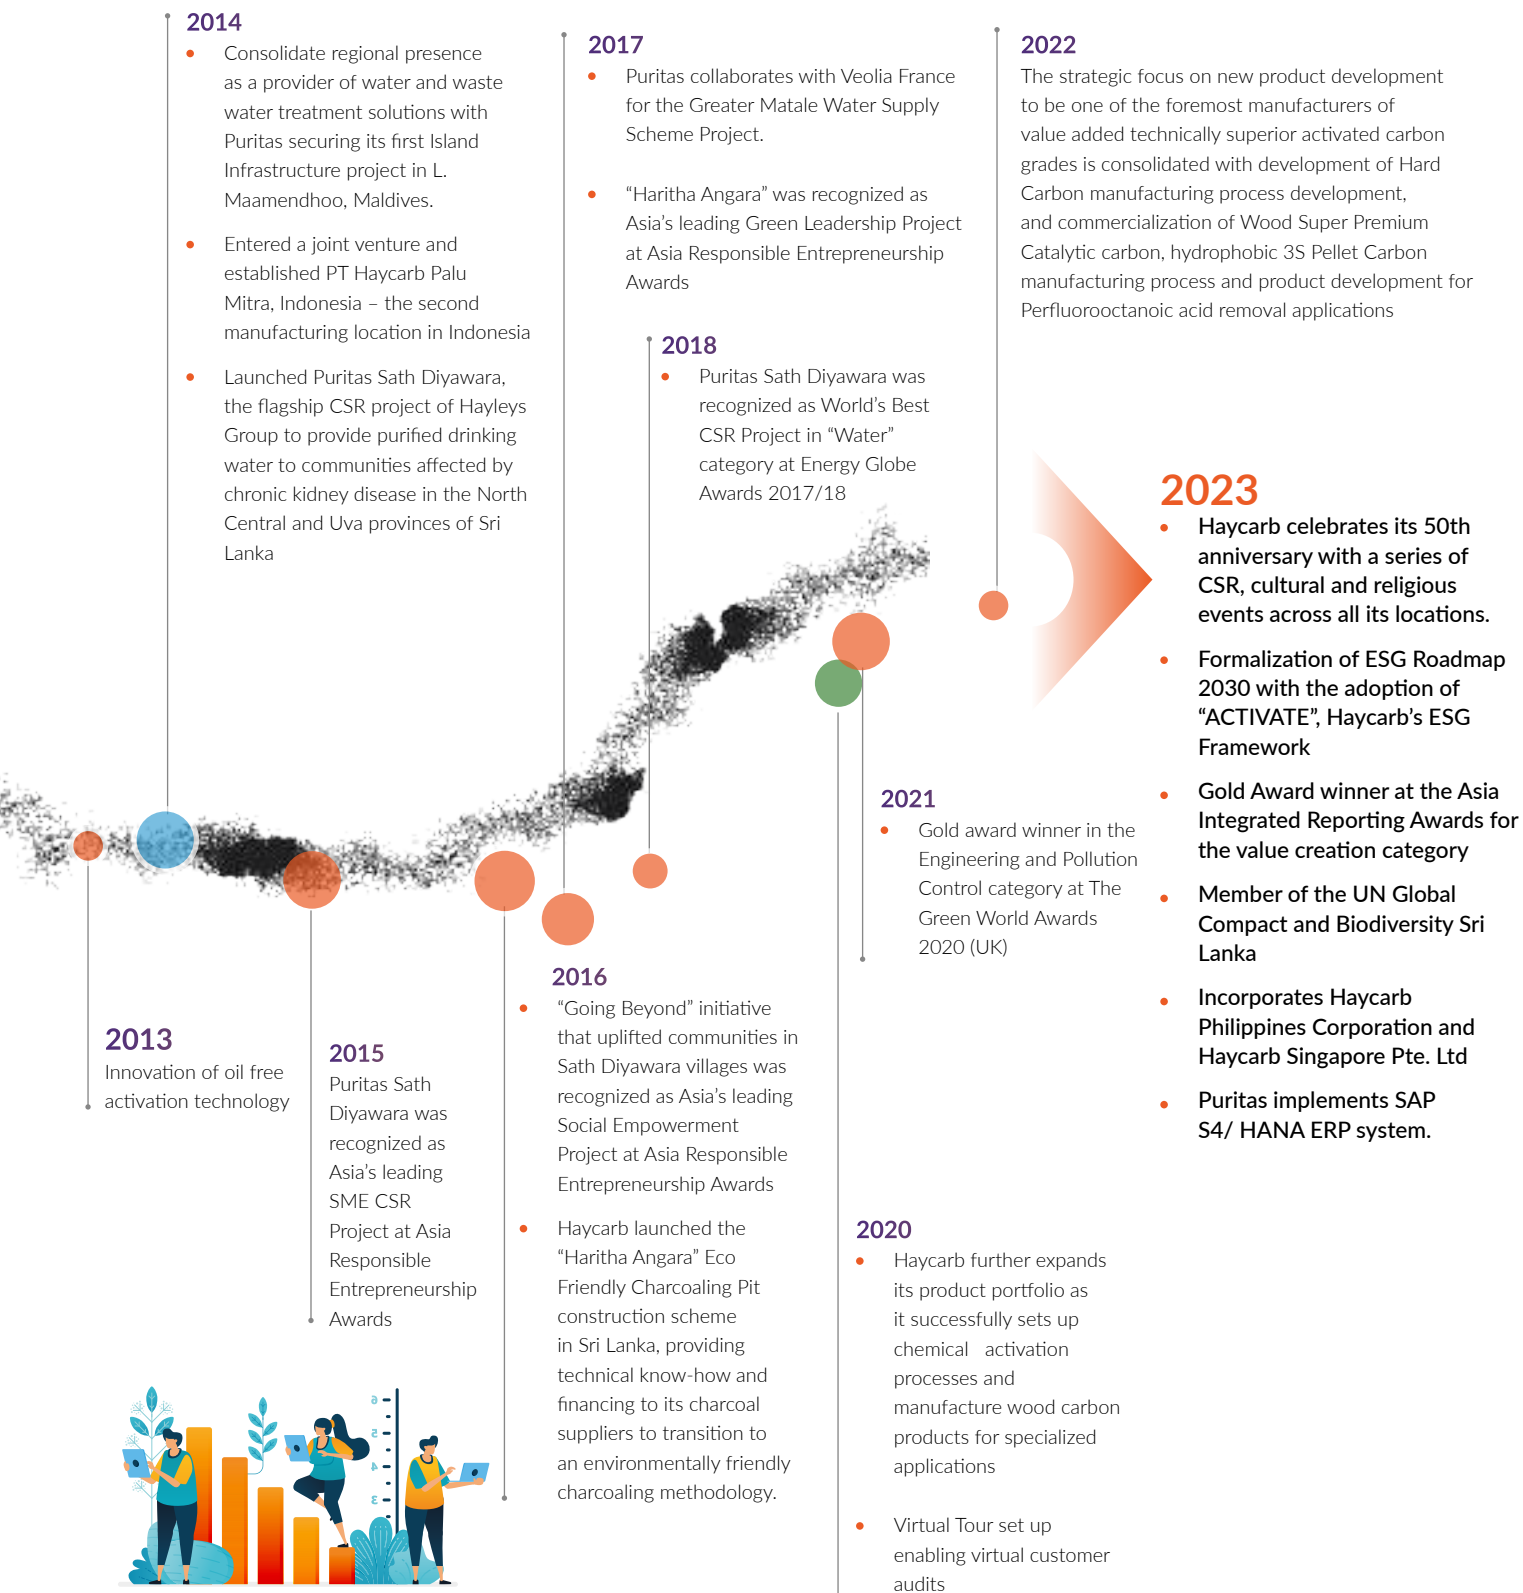 2014
Consolidate regional presence
as a provider of water and waste
water treatment solutions with
Puritas securing its first Island
Infrastructure project in L.
Maamendhoo, Maldives.
Entered a joint venture and
established PT Haycarb Palu
Mitra, Indonesia – the second
manufacturing location in Indonesia
Launched Puritas Sath Diyawara,
the flagship CSR project of Hayleys
Group to provide purified drinking
water to communities affected by
chronic kidney disease in the North
Central and Uva provinces of Sri
Lanka
2017
Puritas collaborates with Veolia France
for the Greater Matale Water Supply
Scheme Project.
“Haritha Angara” was recognized as
Asia’s leading Green Leadership Project
at Asia Responsible Entrepreneurship
Awards
2018
Puritas Sath Diyawara was
recognized as World’s Best
CSR Project in “Water”
category at Energy Globe
Awards 2017/18
2022
The strategic focus on new product development
to be one of the foremost manufacturers of
value added technically superior activated carbon
grades is consolidated with development of Hard
Carbon manufacturing process development,
and commercialization of Wood Super Premium
Catalytic carbon, hydrophobic 3S Pellet Carbon
manufacturing process and product development for
Perfluorooctanoic acid removal applications
2023
Haycarb celebrates its 50th
anniversary with a series of
CSR, cultural and religious
events across all its locations.
Formalization of ESG Roadmap
2030 with the adoption of
“ACTIVATE”, Haycarb’s ESG
Framework
Gold Award winner at the Asia
Integrated Reporting Awards for
the value creation category
Member of the UN Global
Compact and Biodiversity Sri
Lanka
Incorporates Haycarb
Philippines Corporation and
Haycarb Singapore Pte. Ltd
Puritas implements SAP
S4/ HANA ERP system.
2021
Gold award winner in the
Engineering and Pollution
Control category at The
Green World Awards
2020 (UK)
2013
Innovation of oil free
activation technology
2015
Puritas Sath
Diyawara was
recognized as
Asia’s leading
SME CSR
Project at Asia
Responsible
Entrepreneurship
Awards
2016
“Going Beyond” initiative
that uplifted communities in
Sath Diyawara villages was
recognized as Asia’s leading
Social Empowerment
Project at Asia Responsible
Entrepreneurship Awards
Haycarb launched the
“Haritha Angara” Eco
Friendly Charcoaling Pit
construction scheme
in Sri Lanka, providing
technical know-how and
financing to its charcoal
suppliers to transition to
an environmentally friendly
charcoaling methodology.
2020
Haycarb further expands
its product portfolio as
it successfully sets up
chemical activation
processes and
manufacture wood carbon
products for specialized
applications
Virtual Tour set up
enabling virtual customer
audits
6
5
4
3